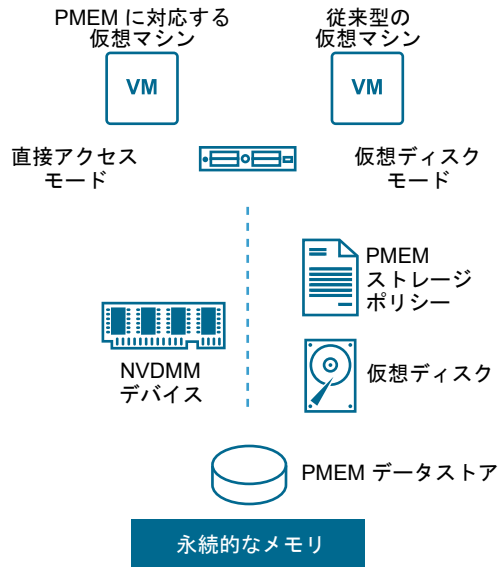 PMEM に対応する
仮想マシン
従来型の
仮想マシン
VM
VM
直接アクセス
モード
仮想ディスク
モード
PMEM
ストレージ
ポリシー
NVDMM
デバイス
仮想ディスク
PMEM データストア
永続的なメモリ